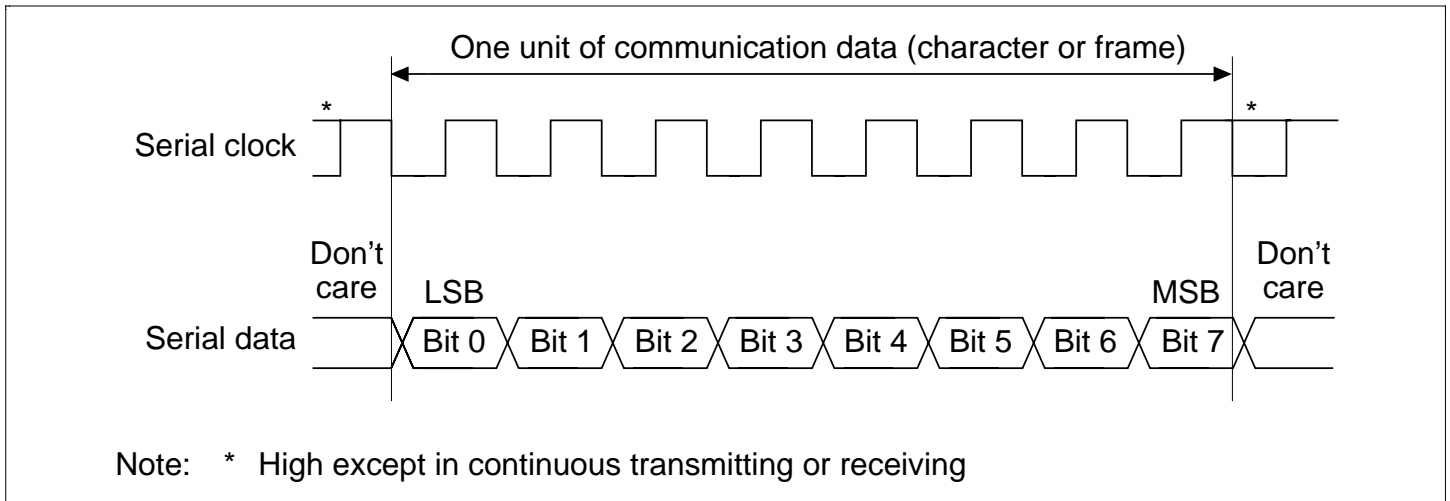 One unit of communication data (character or frame)
* *
Serial clock
Don't care Don't care
LSB MSB
Serial data Bit 0 Bit 1 Bit 2 Bit 3 Bit 4 Bit 5 Bit 6 Bit 7
Note: * High except in continuous transmitting or receiving